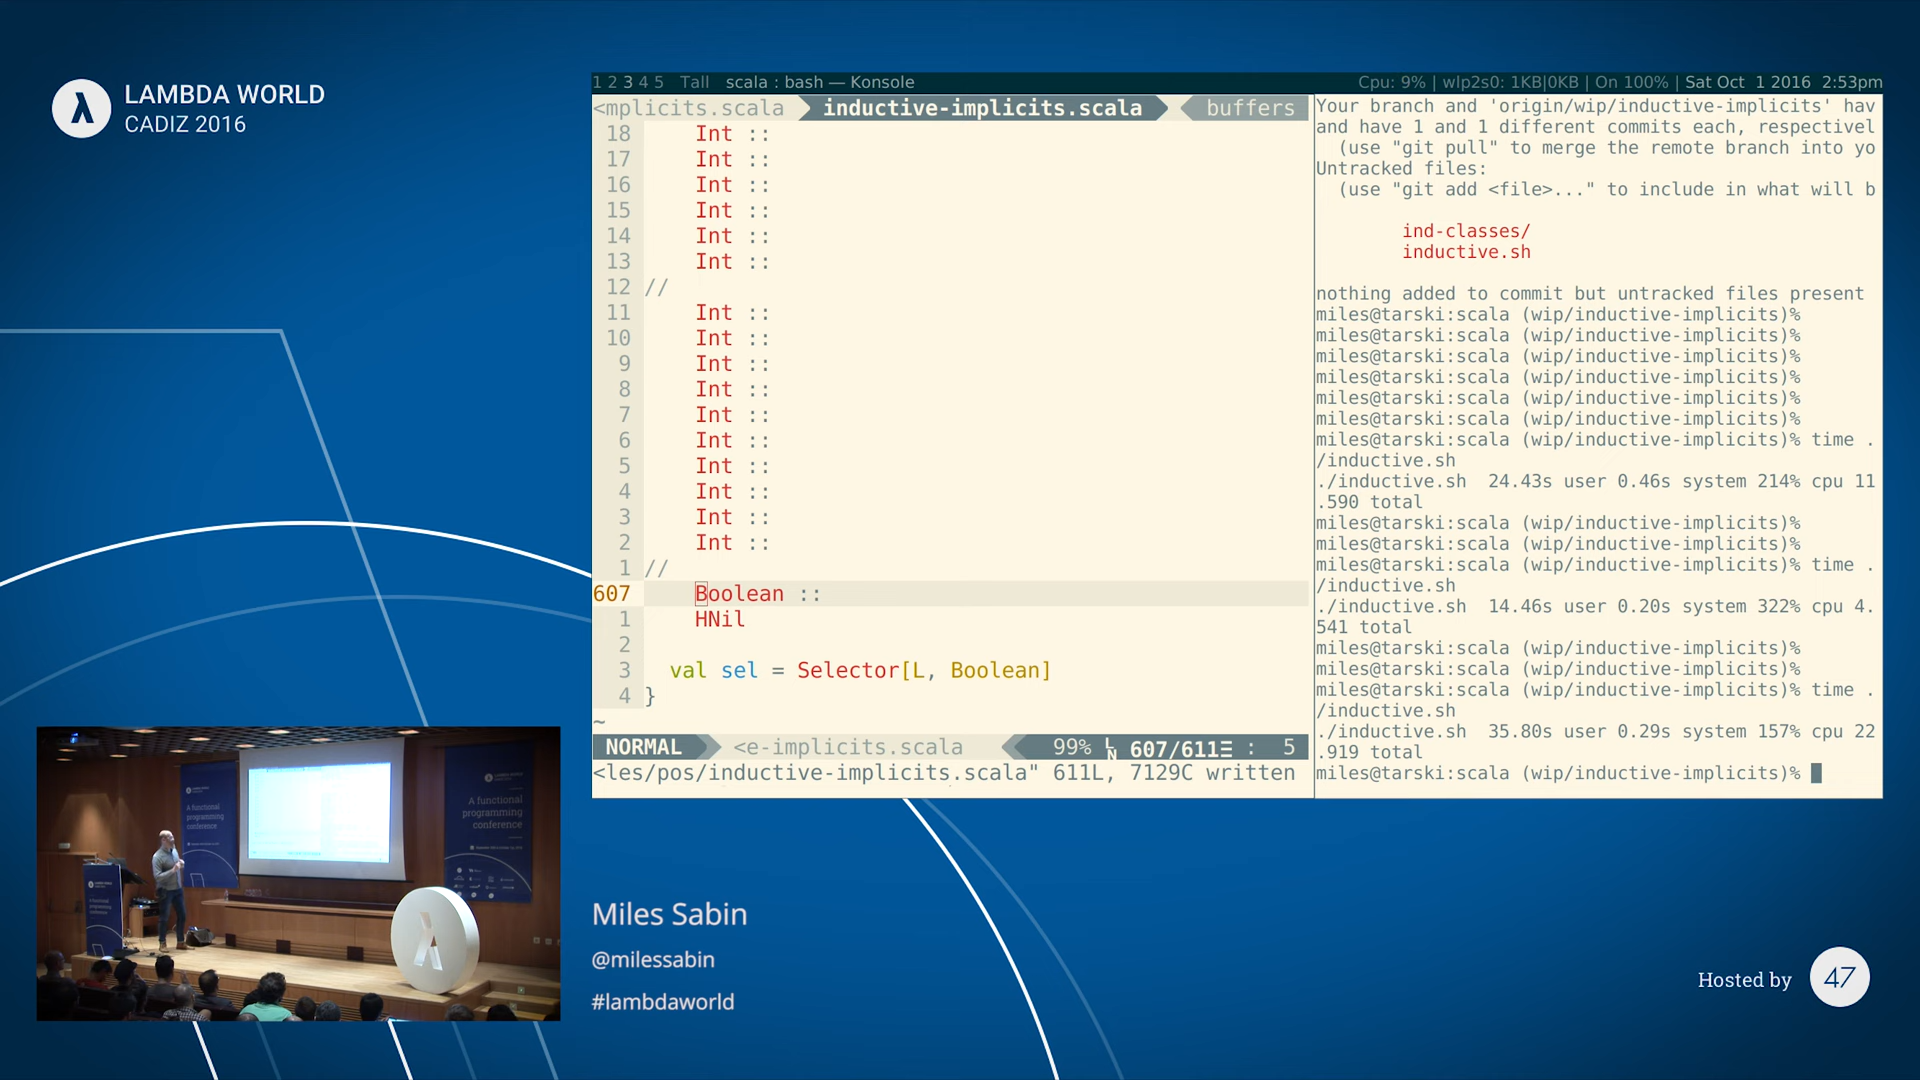 LAMBDA WORLD
CADIZ 2016
1 2 3 4 5 Tall scala : bash — Konsole
Cpu: 9% | wlp2s0: 1KB|0KB | On 100% | Sat Oct 1 2016 2:53pm
<mplicits.scala inductive-implicits.scala buffers
18 Int ::
17 Int ::
16 Int ::
15 Int ::
14 Int ::
13 Int ::
12 //
11 Int ::
10 Int ::
9 Int ::
8 Int ::
7 Int ::
6 Int ::
5 Int ::
4 Int ::
3 Int ::
2 Int ::
1 //
607 Boolean ::
1 HNil
2
3 val sel = Selector[L, Boolean]
4 }
~
NORMAL <e-implicits.scala 99% LN 607/611☰ : 5
<les/pos/inductive-implicits.scala" 611L, 7129C written
Your branch and 'origin/wip/inductive-implicits' hav
and have 1 and 1 different commits each, respectivel
(use "git pull" to merge the remote branch into yo
Untracked files:
(use "git add <file>..." to include in what will b
ind-classes/
inductive.sh
nothing added to commit but untracked files present
miles@tarski:scala (wip/inductive-implicits)%
miles@tarski:scala (wip/inductive-implicits)%
miles@tarski:scala (wip/inductive-implicits)%
miles@tarski:scala (wip/inductive-implicits)%
miles@tarski:scala (wip/inductive-implicits)%
miles@tarski:scala (wip/inductive-implicits)%
miles@tarski:scala (wip/inductive-implicits)% time .
/inductive.sh
./inductive.sh 24.43s user 0.46s system 214% cpu 11
.590 total
miles@tarski:scala (wip/inductive-implicits)%
miles@tarski:scala (wip/inductive-implicits)%
miles@tarski:scala (wip/inductive-implicits)% time .
/inductive.sh
./inductive.sh 14.46s user 0.20s system 322% cpu 4.
541 total
miles@tarski:scala (wip/inductive-implicits)%
miles@tarski:scala (wip/inductive-implicits)%
miles@tarski:scala (wip/inductive-implicits)% time .
/inductive.sh
./inductive.sh 35.80s user 0.29s system 157% cpu 22
.919 total
miles@tarski:scala (wip/inductive-implicits)%
A functional
programming
conference
A functional
programming
conference
Miles Sabin
@milessabin
#lambdaworld
Hosted by 47